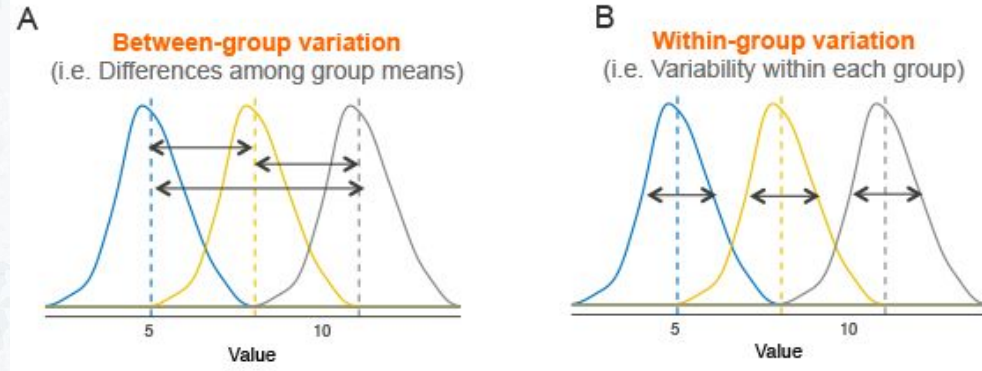 A
Between-group variation
(i.e. Differences among group means)
5 10
Value
B
Within-group variation
(i.e. Variability within each group)
5 10
Value